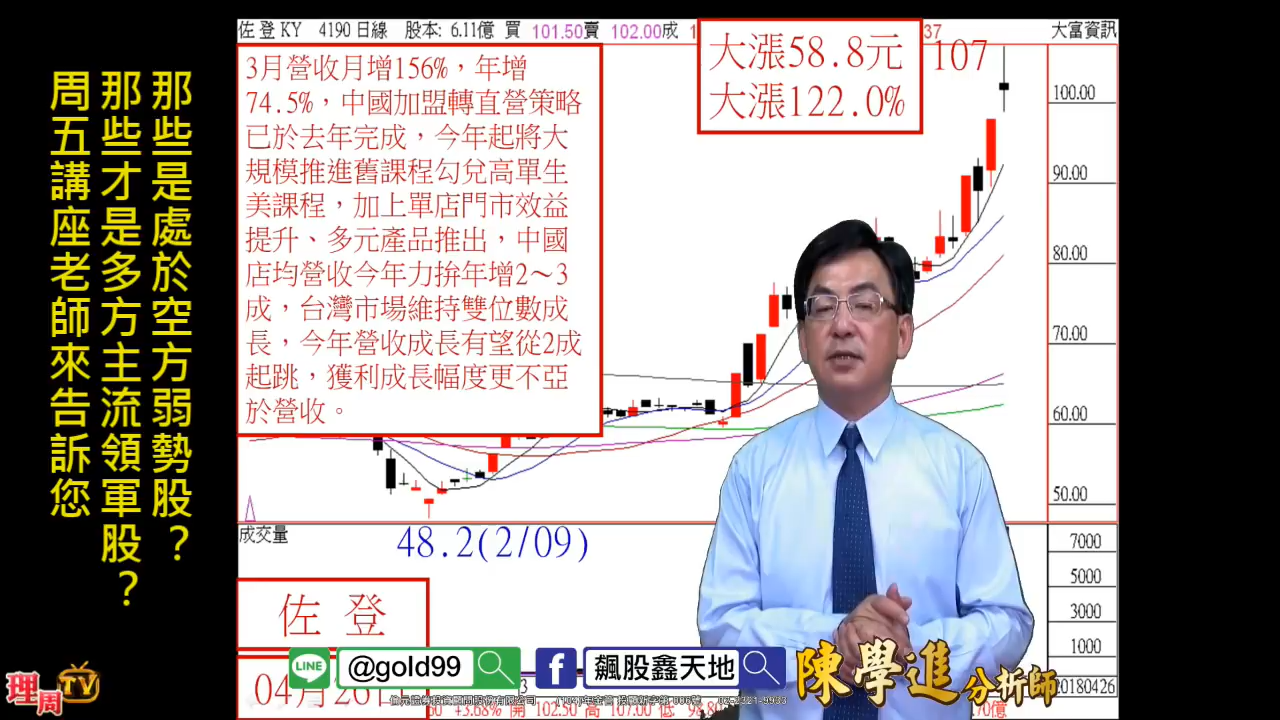 那些是處於空方弱勢股？
那些才是多方主流領軍股？
周五講座老師來告訴您
佐登KY 4190日線 股本: 6.11億 買 101.50賣 102.00成
37
大富資訊
3月營收月增156%，年增
74.5%，中國加盟轉直營策略
已於去年完成，今年起將大
規模推進舊課程勾兌高單生
美課程，加上單店門市效益
提升、多元產品推出，中國
店均營收今年力拚年增2～3
成，台灣市場維持雙位數成
長，今年營收成長有望從2成
起跳，獲利成長幅度更不亞
於營收。
大漲58.8元
大漲122.0%
107
100.00
90.00
80.00
70.00
60.00
50.00
成交量
48.2(2/09)
7000
5000
3000
1000
佐 登
LINE
@gold99
飆股鑫天地
陳學進分析師
20180426
+3.68% 開 102.50 高 107.00 低
理周TV